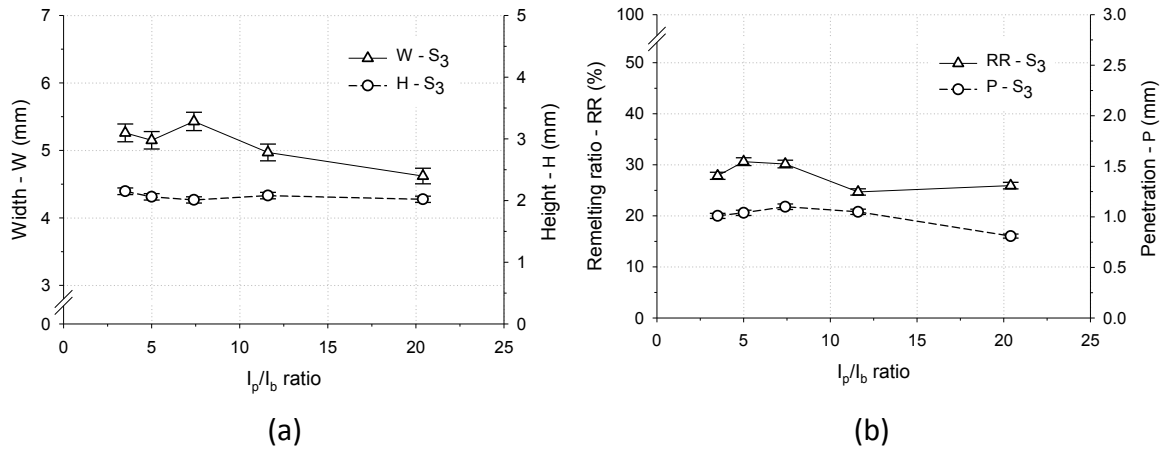 7
6
5
4
3
0
Width - W (mm)
5
4
3
2
1
0
Height - H (mm)
W - S3
H - S3
0 5 10 15 20 25
Ip/Ib ratio
(a)
100
50
40
30
20
10
0
Remelting ratio - RR (%)
3.0
2.5
2.0
1.5
1.0
0.5
0.0
Penetration - P (mm)
RR - S3
P - S3
0 5 10 15 20 25
Ip/Ib ratio
(b)